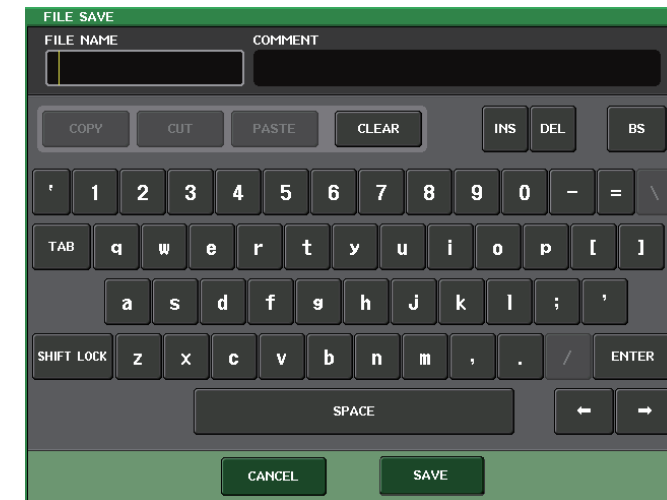 FILE SAVE
FILE NAME COMMENT
COPY CUT PASTE CLEAR INS DEL BS
' 1 2 3 4 5 6 7 8 9 0 - = \
TAB q w e r t y u i o p [ ]
a s d f g h j k l ; '
SHIFT LOCK z x c v b n m , . / ENTER
SPACE ← →
CANCEL SAVE